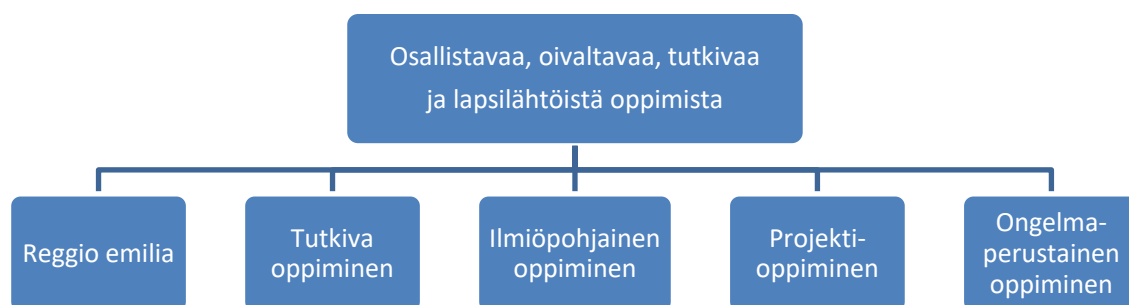 Osallistavaa, oivaltavaa, tutkivaa
ja lapsilähtöistä oppimista
Reggio emilia
Tutkiva
oppiminen
Ilmiöpohjainen
oppiminen
Projekti-
oppiminen
Ongelma-
perustainen
oppiminen